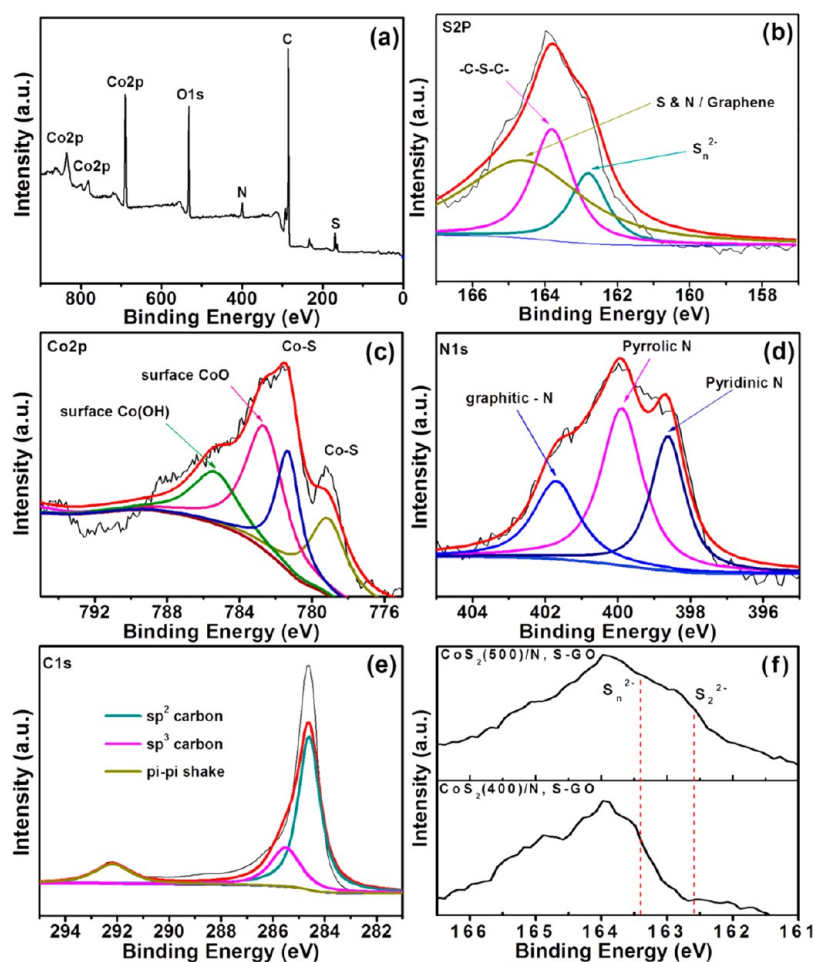 (a)
C
Co2p
O1s
Co2p
Co2p
N
S
Intensity (a.u.)
800 600 400 200 0
Binding Energy (eV)
S2P
(b)
-C-S-C-
S & N / Graphene
Sₙ²⁻
Intensity (a.u.)
166 164 162 160 158
Binding Energy (eV)
Co2p
(c)
Co-S
surface CoO
surface Co(OH)
Co-S
Intensity (a.u.)
792 788 784 780 776
Binding Energy (eV)
N1s
(d)
Pyrrolic N
graphitic - N
Pyridinic N
Intensity (a.u.)
404 402 400 398 396
Binding Energy (eV)
C1s
(e)
sp² carbon
sp³ carbon
pi-pi shake
Intensity (a.u.)
294 292 290 288 286 284 282
Binding Energy (eV)
CoS₂(500)/N, S-GO
(f)
Sₙ²⁻
S₂²⁻
CoS₂(400)/N, S-GO
Intensity (a.u.)
166 165 164 163 162 161
Binding Energy (eV)